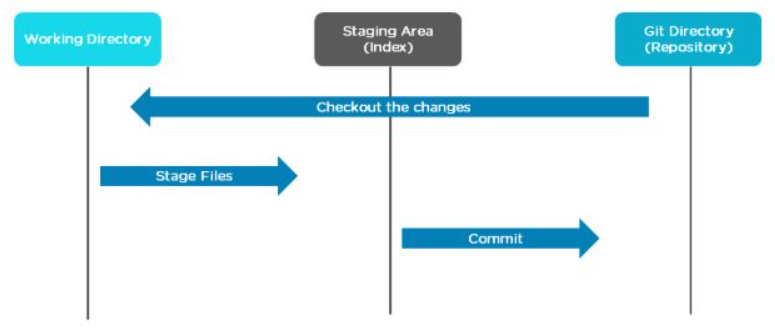 Working Directory
Staging Area
(Index)
Git Directory
(Repository)
Checkout the changes
Stage Files
Commit